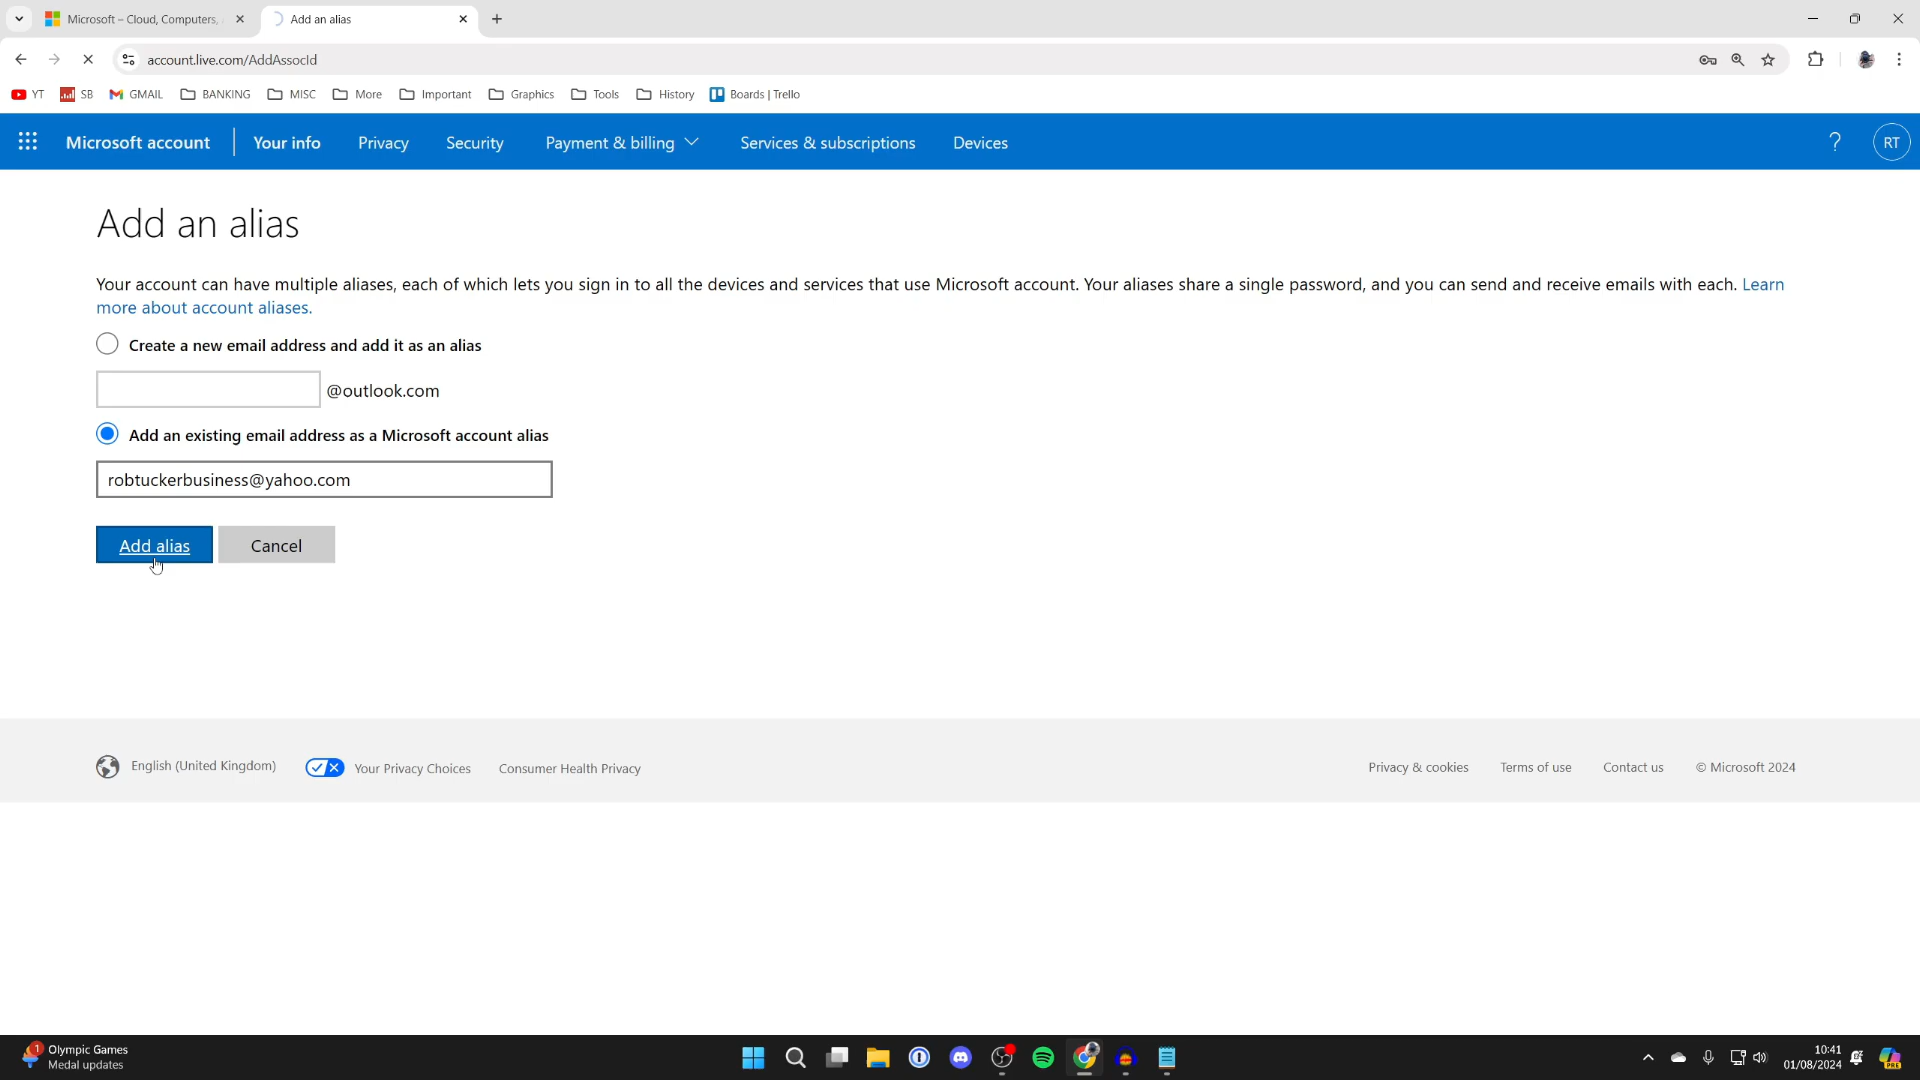 Microsoft – Cloud, Computers,
Add an alias
account.live.com/AddAssocId
YT
SB
GMAIL
BANKING
MISC
More
Important
Graphics
Tools
History
Boards | Trello
Microsoft account
Your info
Privacy
Security
Payment & billing
Services & subscriptions
Devices
?
RT
Add an alias
Your account can have multiple aliases, each of which lets you sign in to all the devices and services that use Microsoft account. Your aliases share a single password, and you can send and receive emails with each. Learn
more about account aliases.
Create a new email address and add it as an alias
@outlook.com
Add an existing email address as a Microsoft account alias
robtuckerbusiness@yahoo.com
Add alias
Cancel
English (United Kingdom)
Your Privacy Choices
Consumer Health Privacy
Privacy & cookies
Terms of use
Contact us
© Microsoft 2024
1
Olympic Games
Medal updates
10:41
01/08/2024
PRE